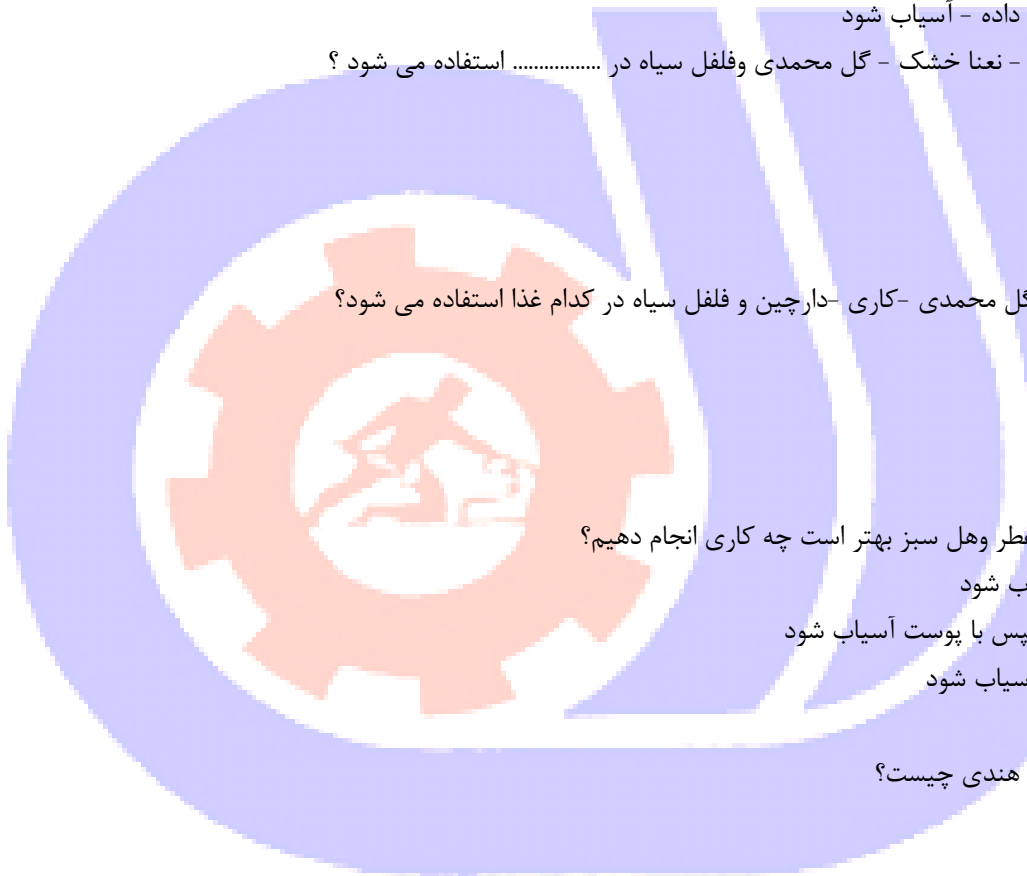 داده - آسیاب شود
- نعنا خشک - گل محمدی وفلفل سیاه در ................ استفاده می شود ؟
گل محمدی -کاری -دارچین و فلفل سیاه در کدام غذا استفاده می شود؟
عطر وهل سبز بهتر است چه کاری انجام دهیم؟
ب شود
پس با پوست آسیاب شود
سیاب شود
هندی چیست؟